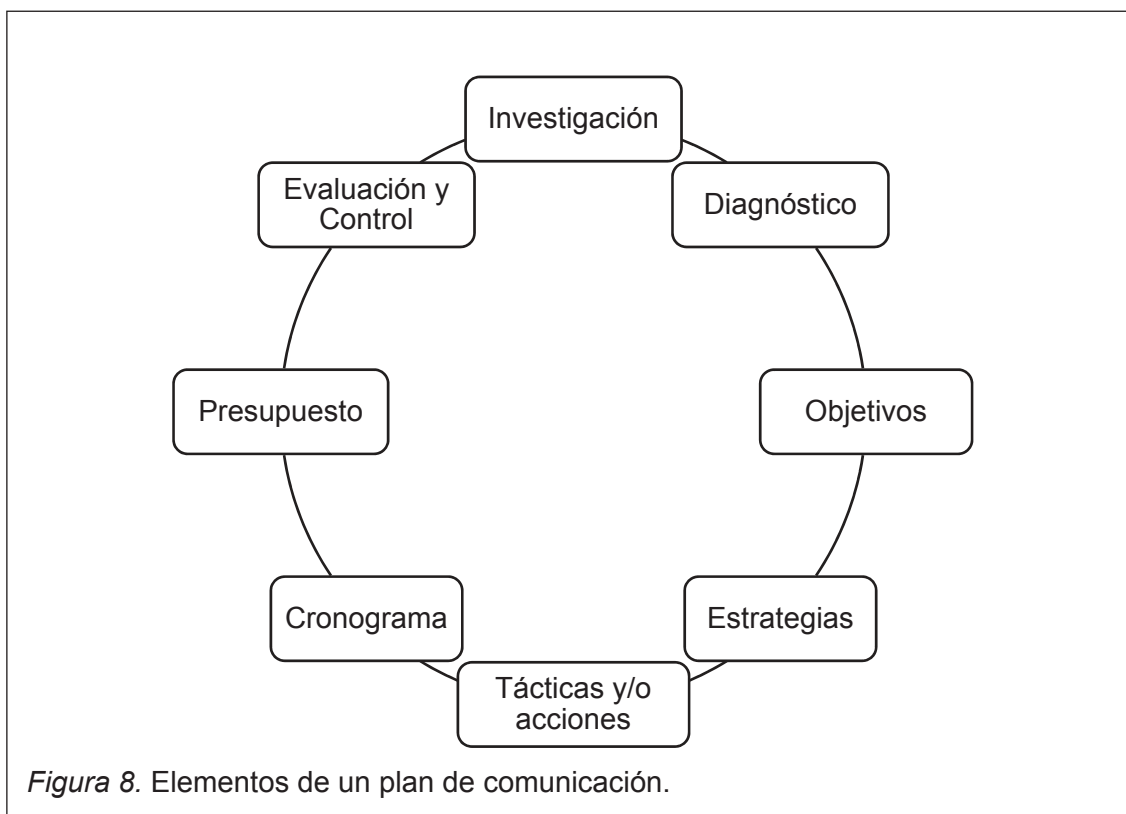 Investigación
Diagnóstico
Objetivos
Estrategias
Tácticas y/o
acciones
Cronograma
Presupuesto
Evaluación y
Control
Figura 8. Elementos de un plan de comunicación.